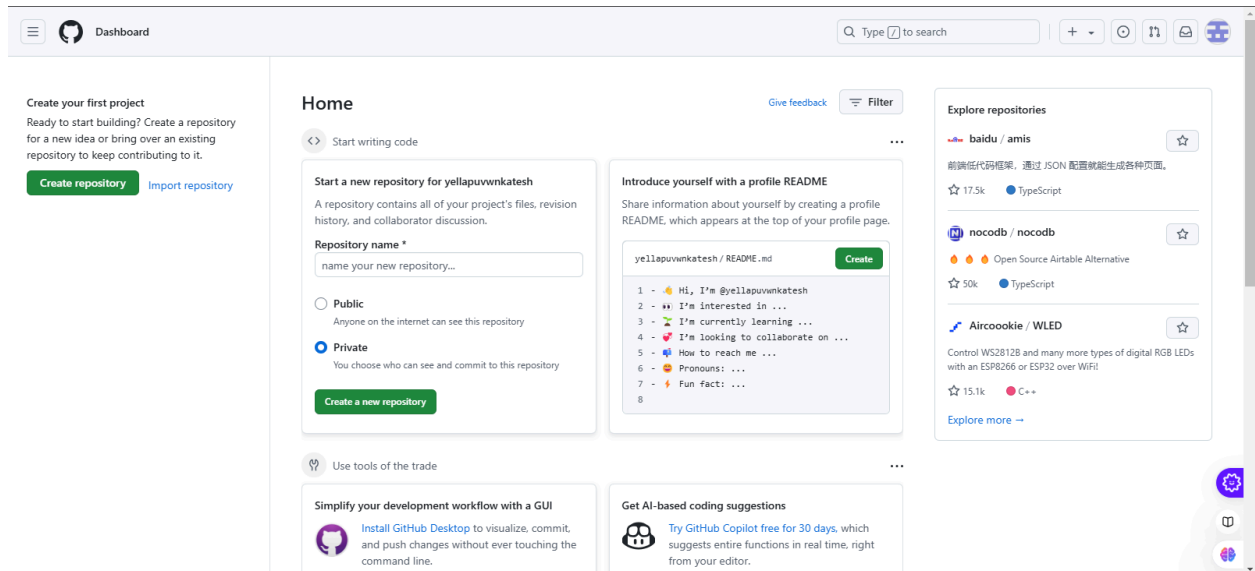 Dashboard
Type / to search
Create your first project
Ready to start building? Create a repository
for a new idea or bring over an existing
repository to keep contributing to it.
Create repository
Import repository
Home
Give feedback
Filter
Start writing code
Start a new repository for yellapuvwnkatesh
A repository contains all of your project's files, revision
history, and collaborator discussion.
Repository name *
name your new repository...
Public
Anyone on the internet can see this repository
Private
You choose who can see and commit to this repository
Create a new repository
Introduce yourself with a profile README
Share information about yourself by creating a profile
README, which appears at the top of your profile page.
yellapuvwnkatesh / README.md
Create
1 - 👋 Hi, I'm @yellapuvwnkatesh
2 - 👀 I'm interested in ...
3 - 🌱 I'm currently learning ...
4 - 💞️ I'm looking to collaborate on ...
5 - 📫 How to reach me ...
6 - 😄 Pronouns: ...
7 - ⚡ Fun fact: ...
8
Use tools of the trade
Simplify your development workflow with a GUI
Install GitHub Desktop to visualize, commit,
and push changes without ever touching the
command line.
Get AI-based coding suggestions
Try GitHub Copilot free for 30 days, which
suggests entire functions in real time, right
from your editor.
Explore repositories
baidu / amis
前端低代码框架，通过 JSON 配置就能生成各种页面。
17.5k TypeScript
nocodb / nocodb
🔥 🔥 🔥 Open Source Airtable Alternative
50k TypeScript
Aircoookie / WLED
Control WS2812B and many more types of digital RGB LEDs
with an ESP8266 or ESP32 over WiFi!
15.1k C++
Explore more →